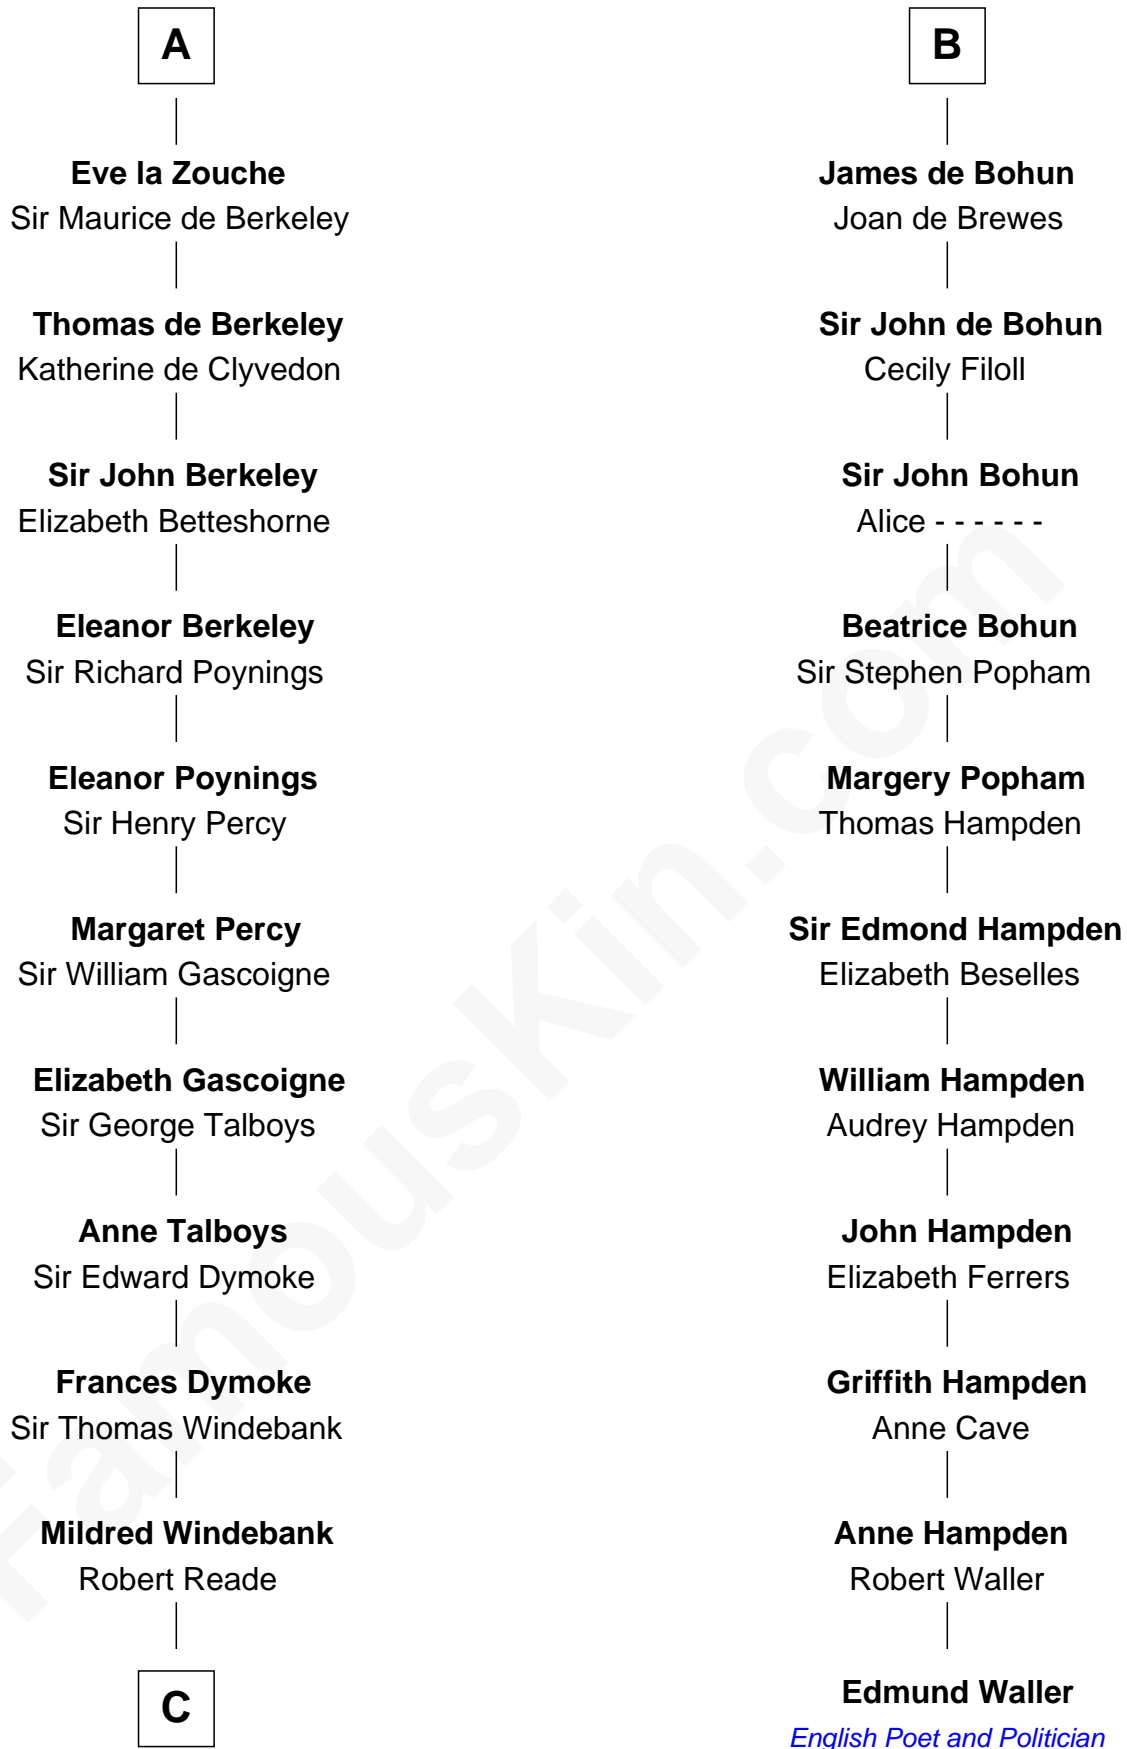 A
Eve la Zouche
Sir Maurice de Berkeley
Thomas de Berkeley
Katherine de Clyvedon
Sir John Berkeley
Elizabeth Betteshorne
Eleanor Berkeley
Sir Richard Poynings
Eleanor Poynings
Sir Henry Percy
Margaret Percy
Sir William Gascoigne
Elizabeth Gascoigne
Sir George Talboys
Anne Talboys
Sir Edward Dymoke
Frances Dymoke
Sir Thomas Windebank
Mildred Windebank
Robert Reade
C
B
James de Bohun
Joan de Brewes
Sir John de Bohun
Cecily Filoll
Sir John Bohun
Alice - - - - - -
Beatrice Bohun
Sir Stephen Popham
Margery Popham
Thomas Hampden
Sir Edmond Hampden
Elizabeth Beselles
William Hampden
Audrey Hampden
John Hampden
Elizabeth Ferrers
Griffith Hampden
Anne Cave
Anne Hampden
Robert Waller
Edmund Waller
English Poet and Politician
FamousKin.com